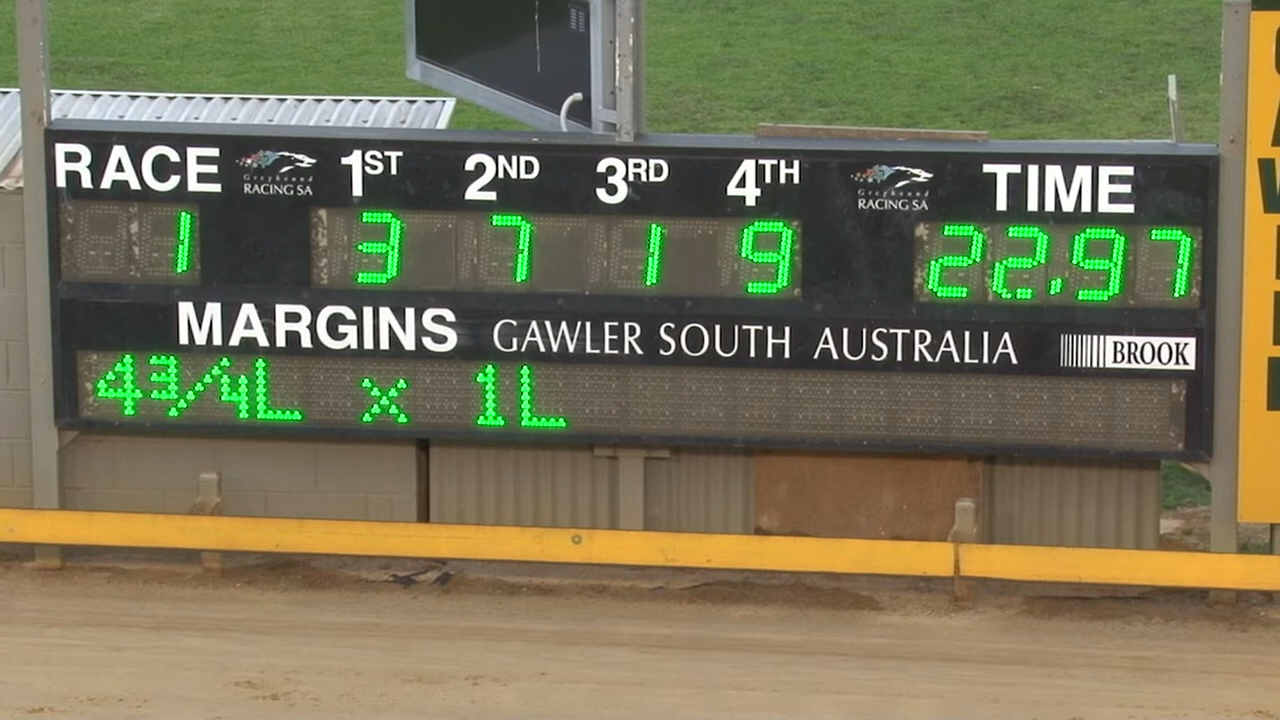 RACE Greyhound RACING SA 1ST 2ND 3RD 4TH Greyhound RACING SA TIME
1 3 7 1 9 22.97
MARGINS GAWLER SOUTH AUSTRALIA BROOK
4 3/4L x 1L